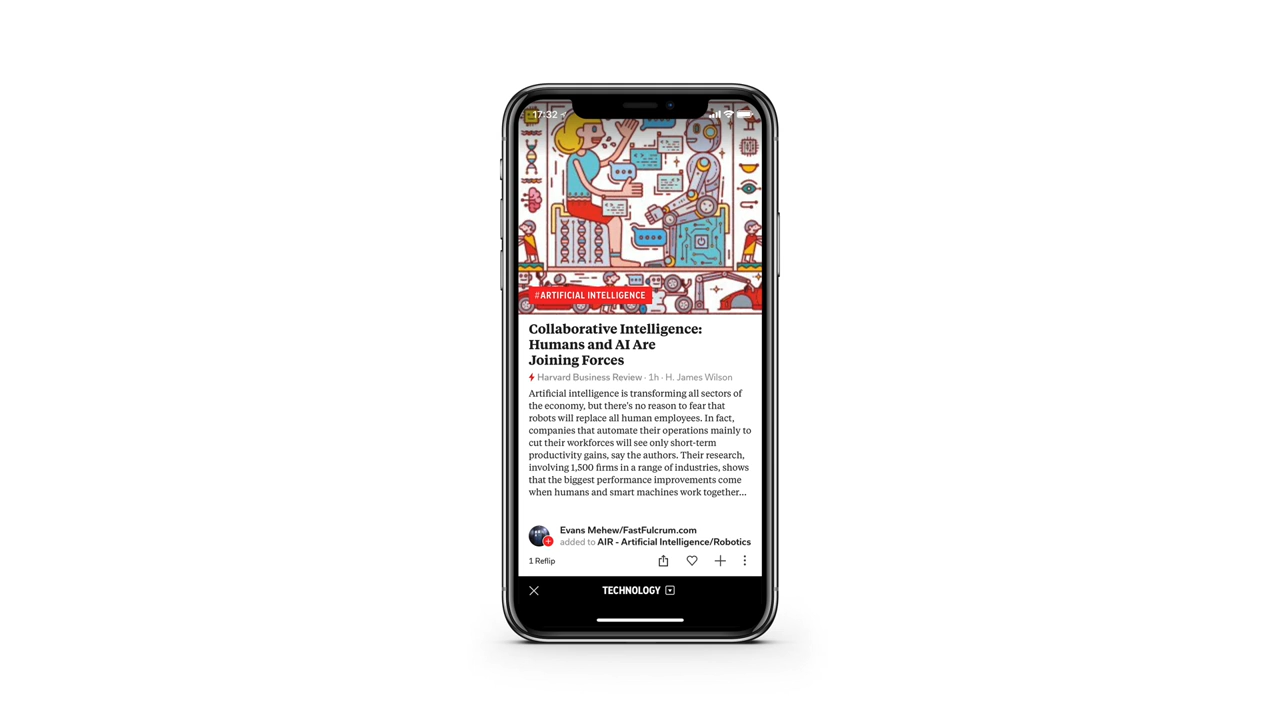 17:32
#ARTIFICIAL INTELLIGENCE
Collaborative Intelligence:
Humans and AI Are
Joining Forces
Harvard Business Review · 1h · H. James Wilson
Artificial intelligence is transforming all sectors of
the economy, but there's no reason to fear that
robots will replace all human employees. In fact,
companies that automate their operations mainly to
cut their workforces will see only short-term
productivity gains, say the authors. Their research,
involving 1,500 firms in a range of industries, shows
that the biggest performance improvements come
when humans and smart machines work together...
Evans Mehew/FastFulcrum.com
added to AIR - Artificial Intelligence/Robotics
1 Reflip
TECHNOLOGY